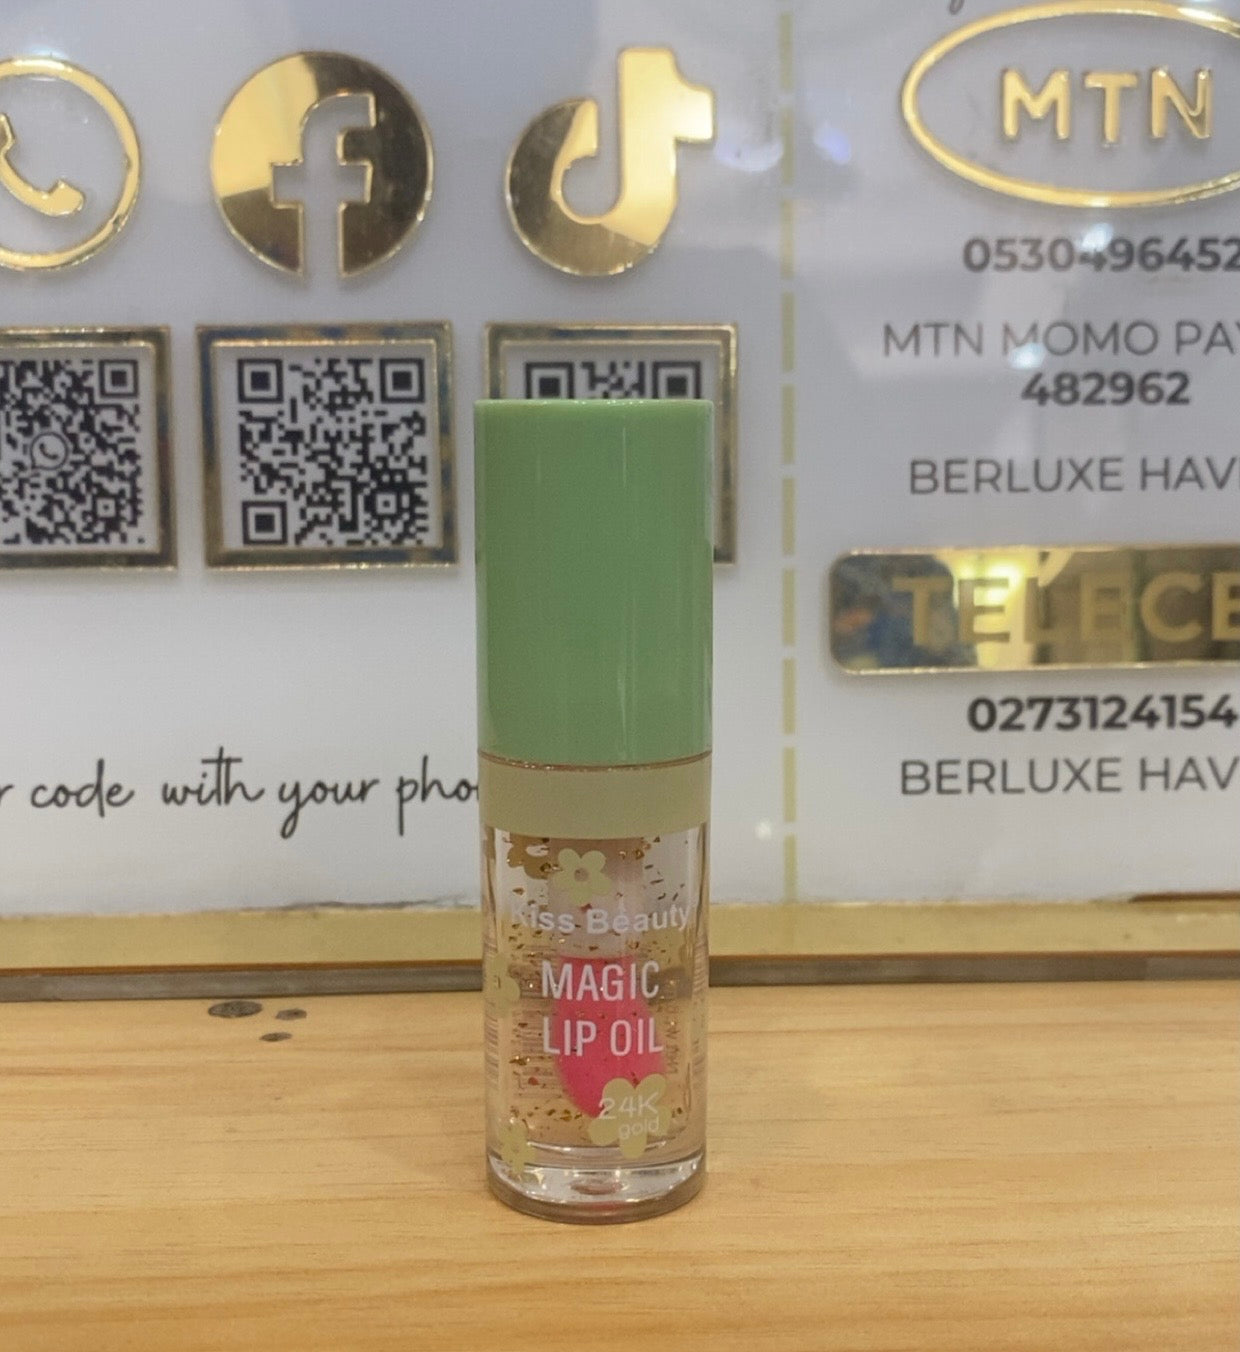 MTN
0530496452
MTN MOMO PAY
482962
BERLUXE HAV
TELECE
0273124154
BERLUXE HAV
code with your pho
Kiss Beauty
MAGIC
LIP OIL
24K
gold